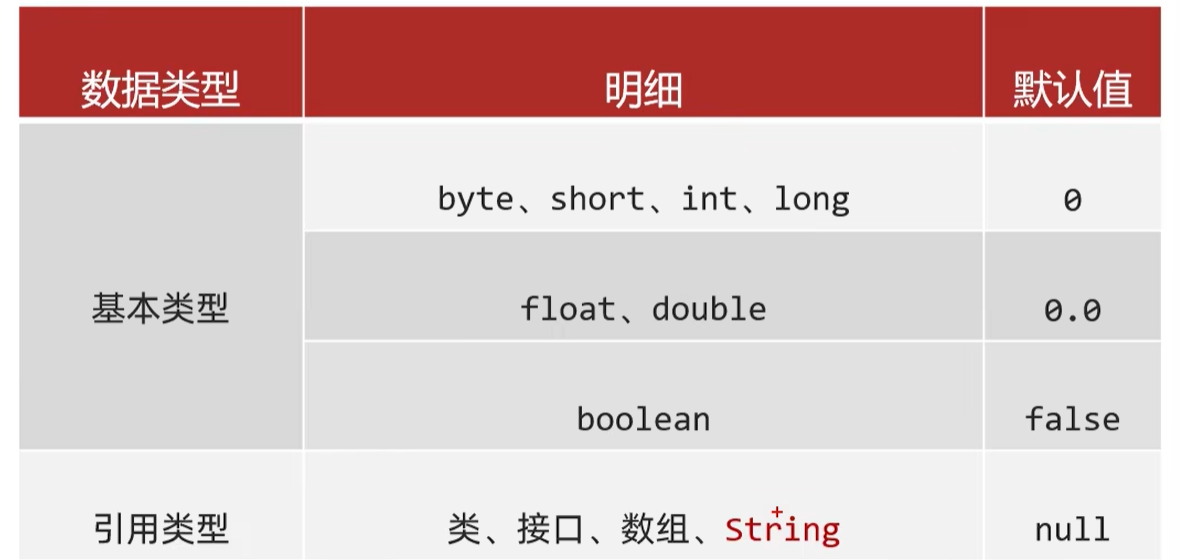 数据类型 明细 默认值
byte、short、int、long 0
基本类型 float、double 0.0
boolean false
引用类型 类、接口、数组、String null